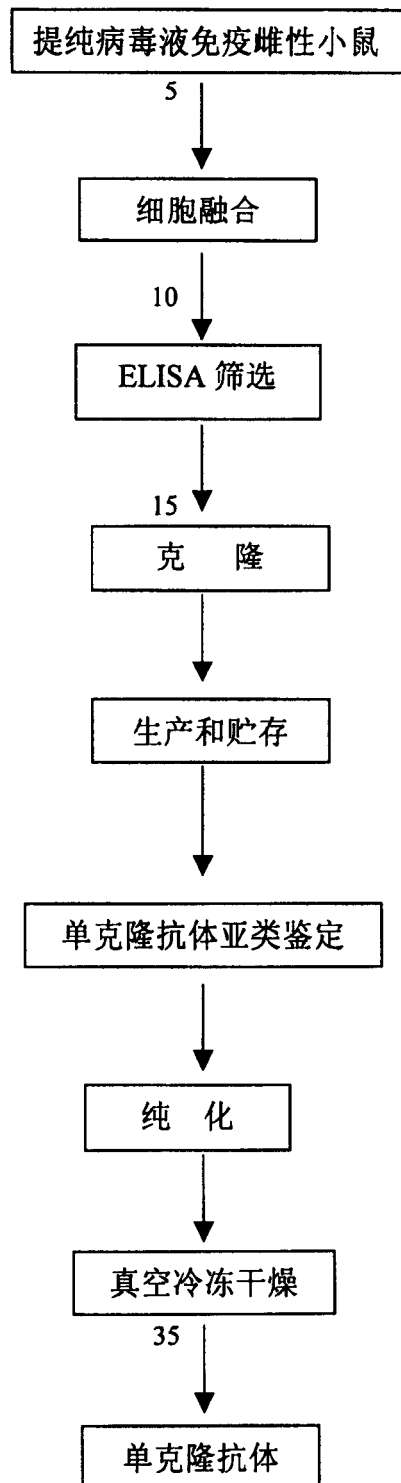 提纯病毒液免疫雌性小鼠
5
细胞融合
10
ELISA 筛选
15
克 隆
生产和贮存
单克隆抗体亚类鉴定
纯 化
真空冷冻干燥
35
单克隆抗体